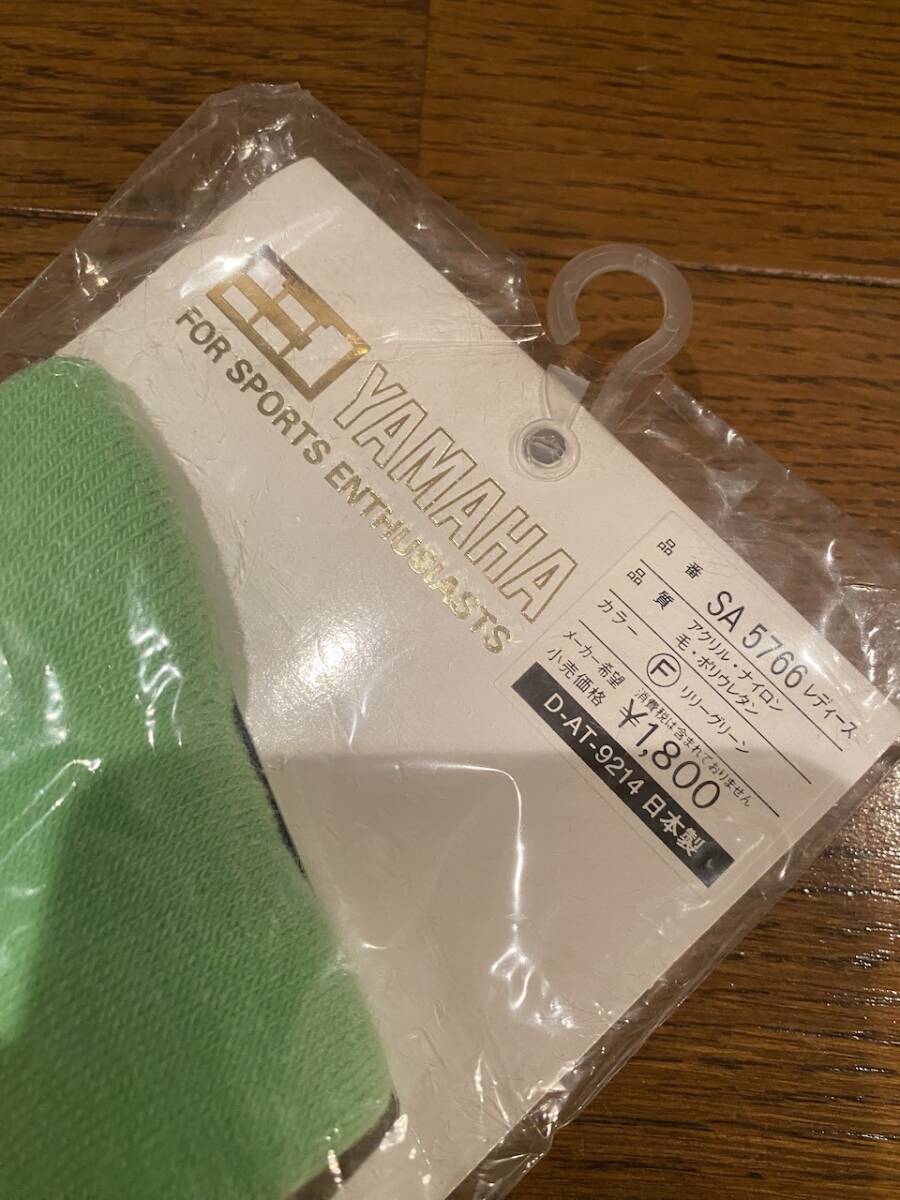 YAMAHA
FOR SPORTS ENTHUSIASTS
品番 SA 5766 レディース
品質 アクリル・ナイロン
毛・ポリウレタン
カラー Ⓕ リリーグリーン
メーカー希望
小売価格 消費税は含まれておりません
¥1,800
D-AT-9214 日本製